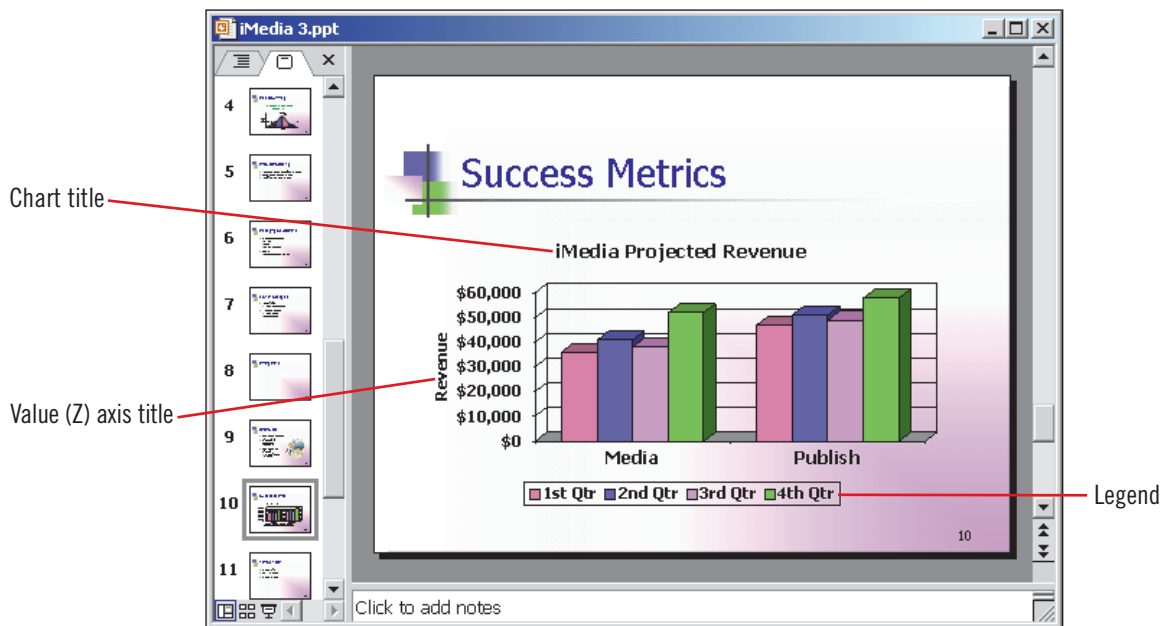 iMedia 3.ppt
4
5
6
7
8
9
10
11
Chart title
Value (Z) axis title
Success Metrics
iMedia Projected Revenue
$60,000
$50,000
$40,000
$30,000
$20,000
$10,000
$0
Revenue
Media Publish
1st Qtr 2nd Qtr 3rd Qtr 4th Qtr
Legend
10
Click to add notes